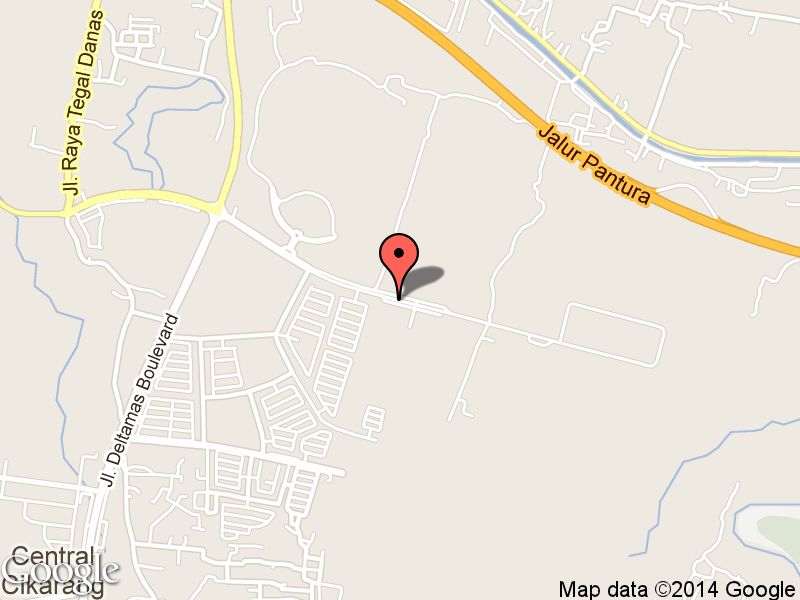 Jl. Raya Tegal Danas
Jalur Pantura
Jl. Deltamas Boulevard
Central
Cikarang
Google
Map data ©2014 Google